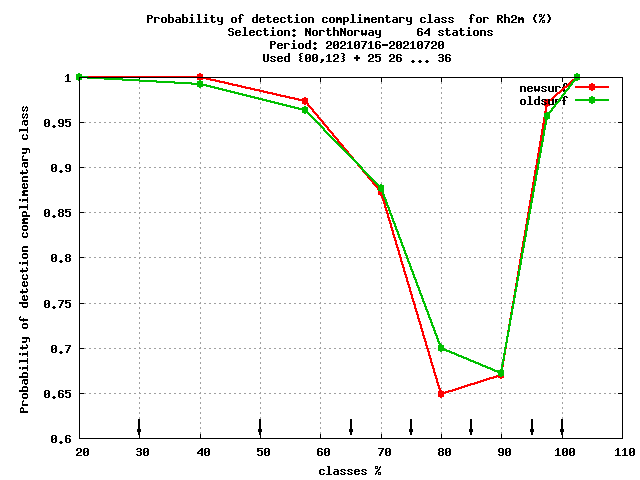 Probability of detection complimentary class  for Rh2m (%)
Selection: NorthNorway     64 stations
Period: 20210716-20210720
Used {00,12} + 25 26 ... 36
newsurf
oldsurf
Probability of detection complimentary class
1
0.95
0.9
0.85
0.8
0.75
0.7
0.65
0.6
20 30 40 50 60 70 80 90 100 110
classes %